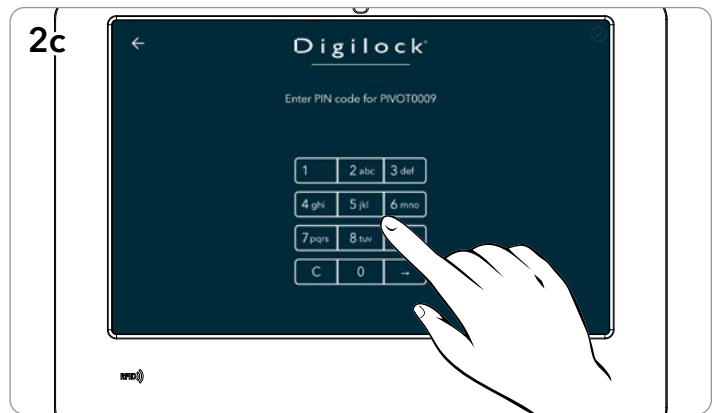 2c
←
Digilock®
Enter PIN code for PIVOT0009
1 2 abc 3 def
4 ghi 5 jkl 6 mno
7 pqrs 8 tuv
C 0 →
RFID